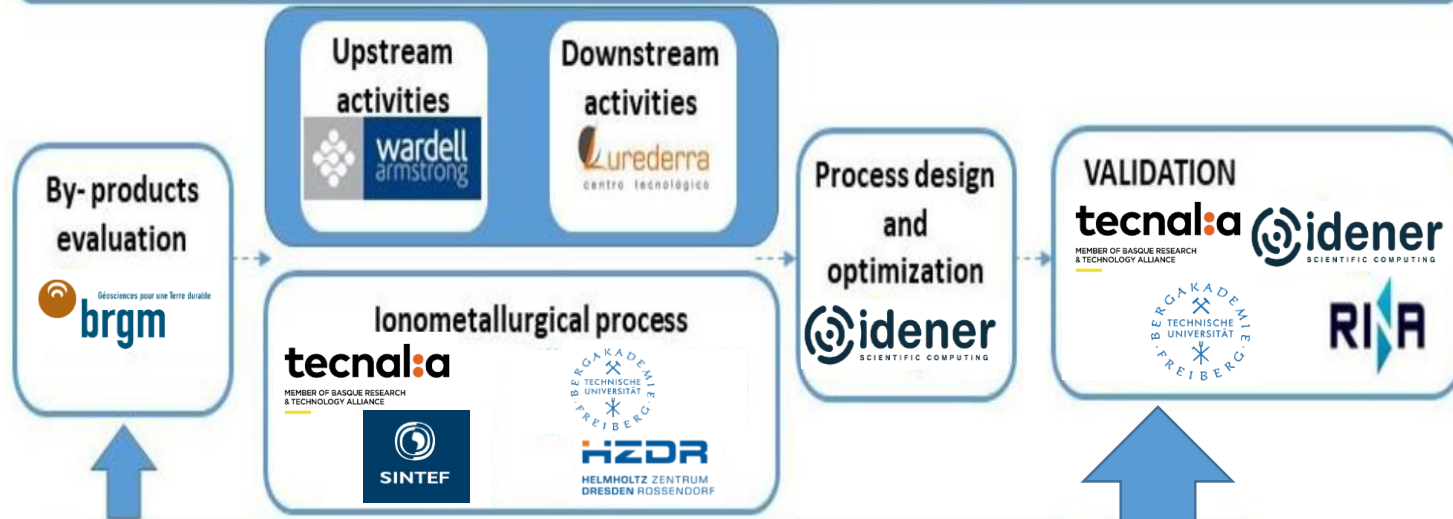 By- products
evaluation
Géosciences pour une Terre durable
brgm
Upstream
activities
wardell
armstrong
Downstream
activities
Lurederra
centro tecnológico
Ionometallurgical process
tecnal:a
MEMBER OF BASQUE RESEARCH
& TECHNOLOGY ALLIANCE
BERGAKADEMIE
TECHNISCHE
UNIVERSITÄT
FREIBERG
SINTEF
HZDR
HELMHOLTZ ZENTRUM
DRESDEN ROSSENDORF
Process design
and
optimization
idener
SCIENTIFIC COMPUTING
VALIDATION
tecnal:a
MEMBER OF BASQUE RESEARCH
& TECHNOLOGY ALLIANCE
idener
SCIENTIFIC COMPUTING
BERGAKADEMIE
TECHNISCHE
UNIVERSITÄT
FREIBERG
RINA